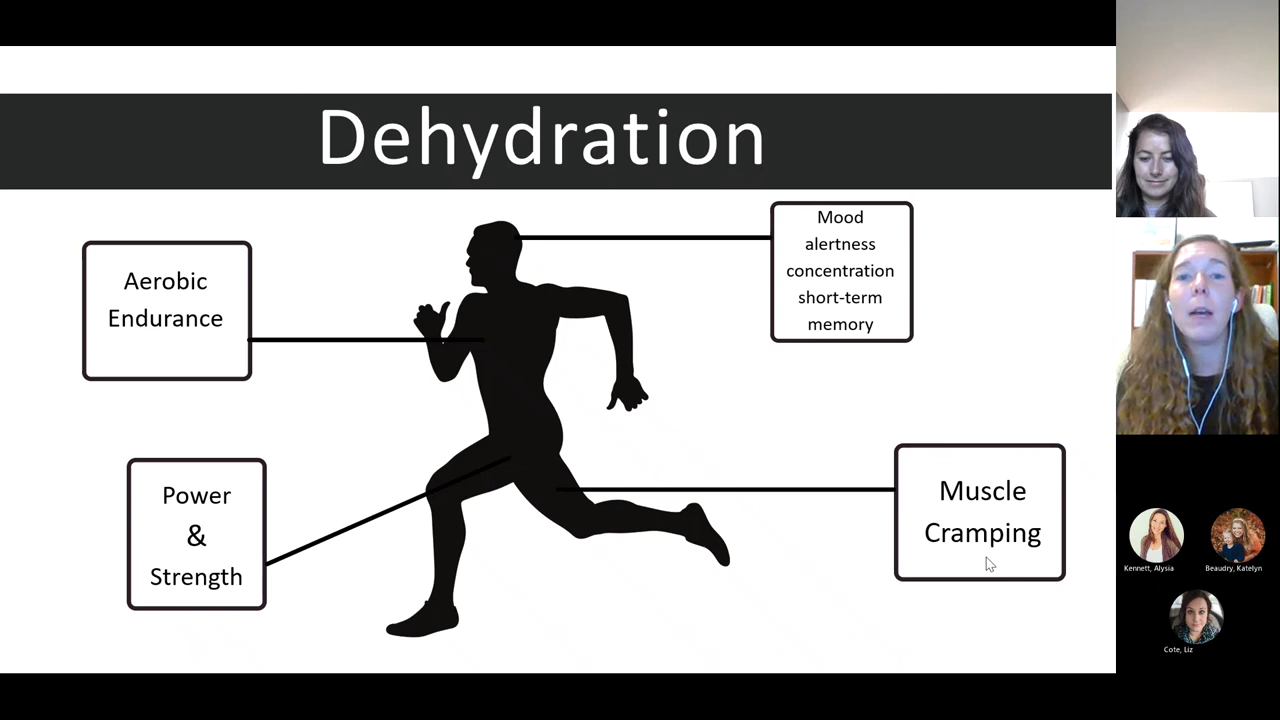 Dehydration
Aerobic
Endurance
Mood
alertness
concentration
short-term
memory
Power
&
Strength
Muscle
Cramping
Kennett, Alysia
Beaudry, Katelyn
Cote, Liz